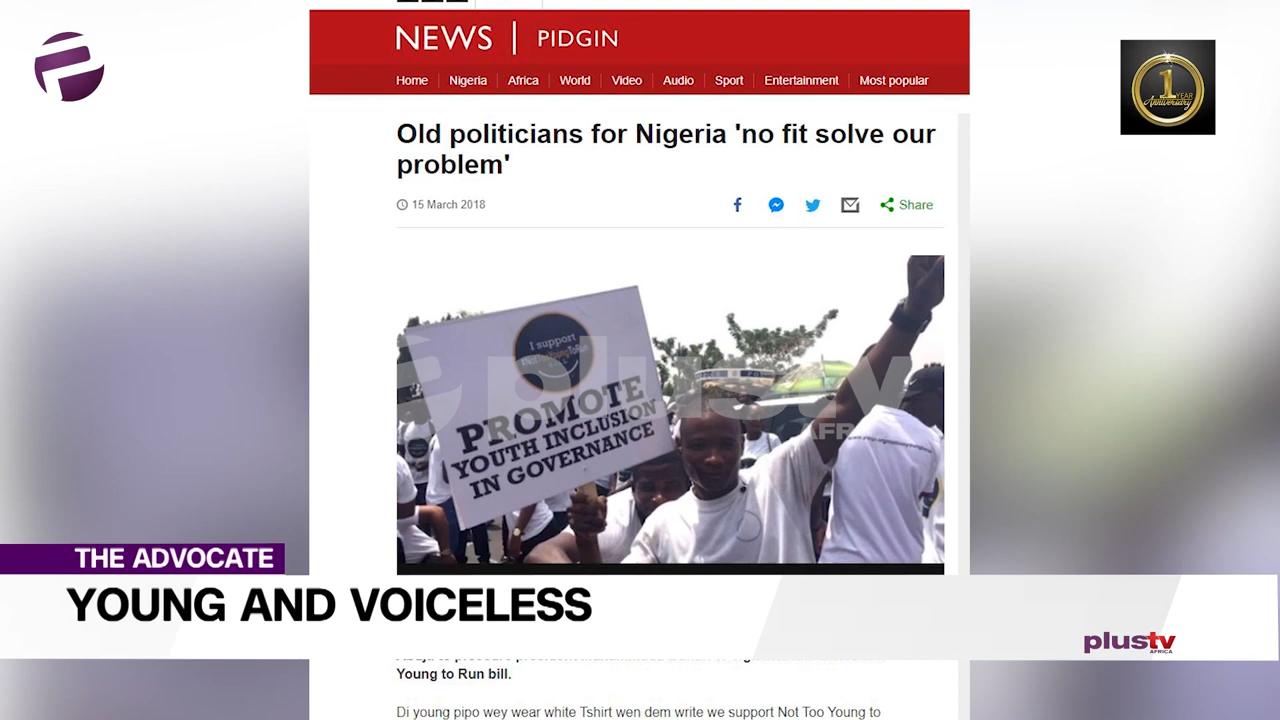 NEWS | PIDGIN
1 YEAR
Anniversary
Home Nigeria Africa World Video Audio Sport Entertainment Most popular
Old politicians for Nigeria 'no fit solve our
problem'
15 March 2018
Share
I support
PROMOTE
YOUTH INCLUSION
IN GOVERNANCE
plustv
THE ADVOCATE
YOUNG AND VOICELESS
plustv
AFRICA
Young to Run bill.
Di young pipo wey wear white Tshirt wen dem write we support Not Too Young to